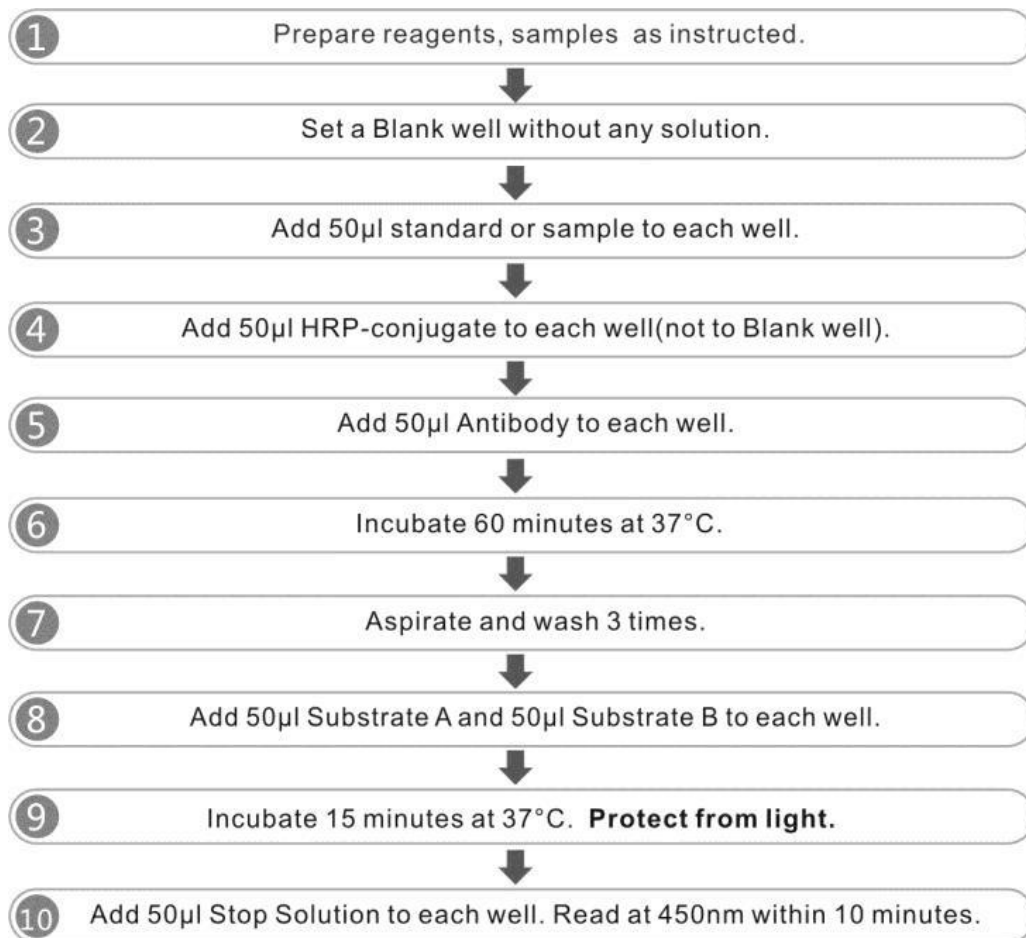 1 Prepare reagents, samples as instructed.
2 Set a Blank well without any solution.
3 Add 50µl standard or sample to each well.
4 Add 50µl HRP-conjugate to each well(not to Blank well).
5 Add 50µl Antibody to each well.
6 Incubate 60 minutes at 37°C.
7 Aspirate and wash 3 times.
8 Add 50µl Substrate A and 50µl Substrate B to each well.
9 Incubate 15 minutes at 37°C. Protect from light.
10 Add 50µl Stop Solution to each well. Read at 450nm within 10 minutes.